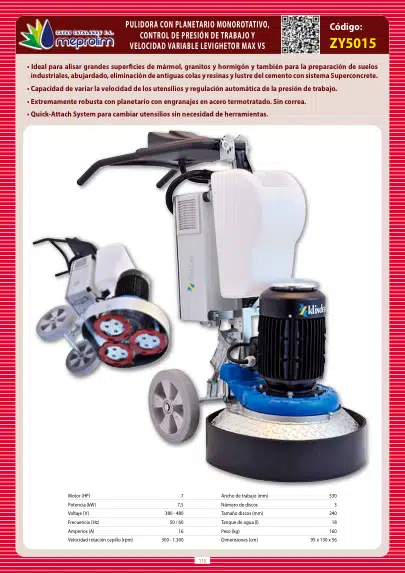 CUYAS CATALUNYA S.L.
meprolim
PULIDORA CON PLANETARIO MONOROTATIVO,
CONTROL DE PRESIÓN DE TRABAJO Y
VELOCIDAD VARIABLE LEVIGHETOR MAX VS
Código:
ZY5015
• Ideal para alisar grandes superficies de mármol, granitos y hormigón y también para la preparación de suelos
industriales, abujardado, eliminación de antiguas colas y resinas y lustre del cemento con sistema Superconcrete.
• Capacidad de variar la velocidad de los utensilios y regulación automática de la presión de trabajo.
• Extremamente robusta con planetario con engranajes en acero termotratado. Sin correa.
• Quick-Attach System para cambiar utensilios sin necesidad de herramientas.
klindex
Motor (HP) 7 Ancho de trabajo (mm) 530
Potencia (kW) 7,5 Número de discos 3
Voltaje (V) 380 - 480 Tamaño discos (mm) 240
Frecuencia (Hz) 50 / 60 Tanque de agua (l) 18
Amperios (A) 16 Peso (kg) 160
Velocidad rotación cepillo (rpm) 300 - 1.300 Dimensiones (cm) 95 x 130 x 56